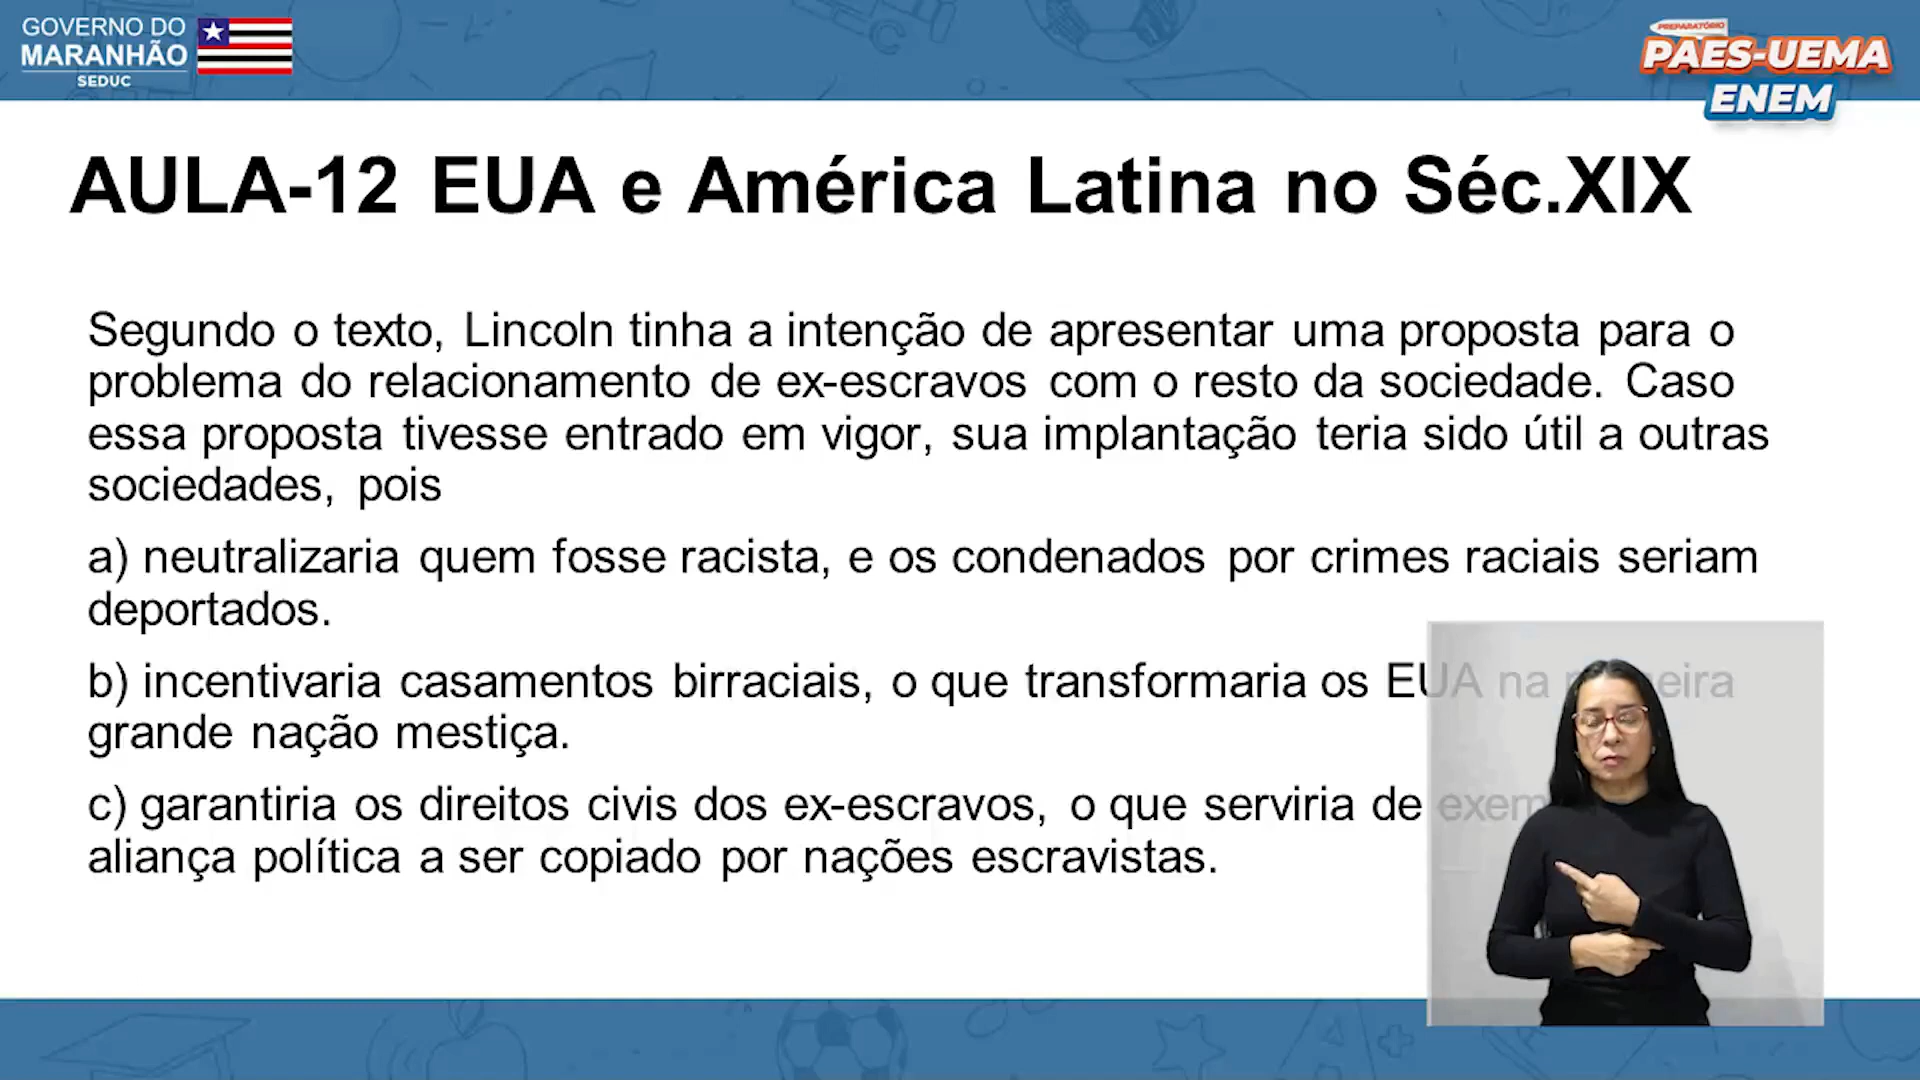 GOVERNO DO
MARANHÃO
SEDUC
PREPARATÓRIO
PAES-UEMA
ENEM
AULA-12 EUA e América Latina no Séc.XIX
Segundo o texto, Lincoln tinha a intenção de apresentar uma proposta para o
problema do relacionamento de ex-escravos com o resto da sociedade. Caso
essa proposta tivesse entrado em vigor, sua implantação teria sido útil a outras
sociedades, pois
a) neutralizaria quem fosse racista, e os condenados por crimes raciais seriam
deportados.
b) incentivaria casamentos birraciais, o que transformaria os EUA na
grande nação mestiça.
c) garantiria os direitos civis dos ex-escravos, o que serviria de
aliança política a ser copiado por nações escravistas.